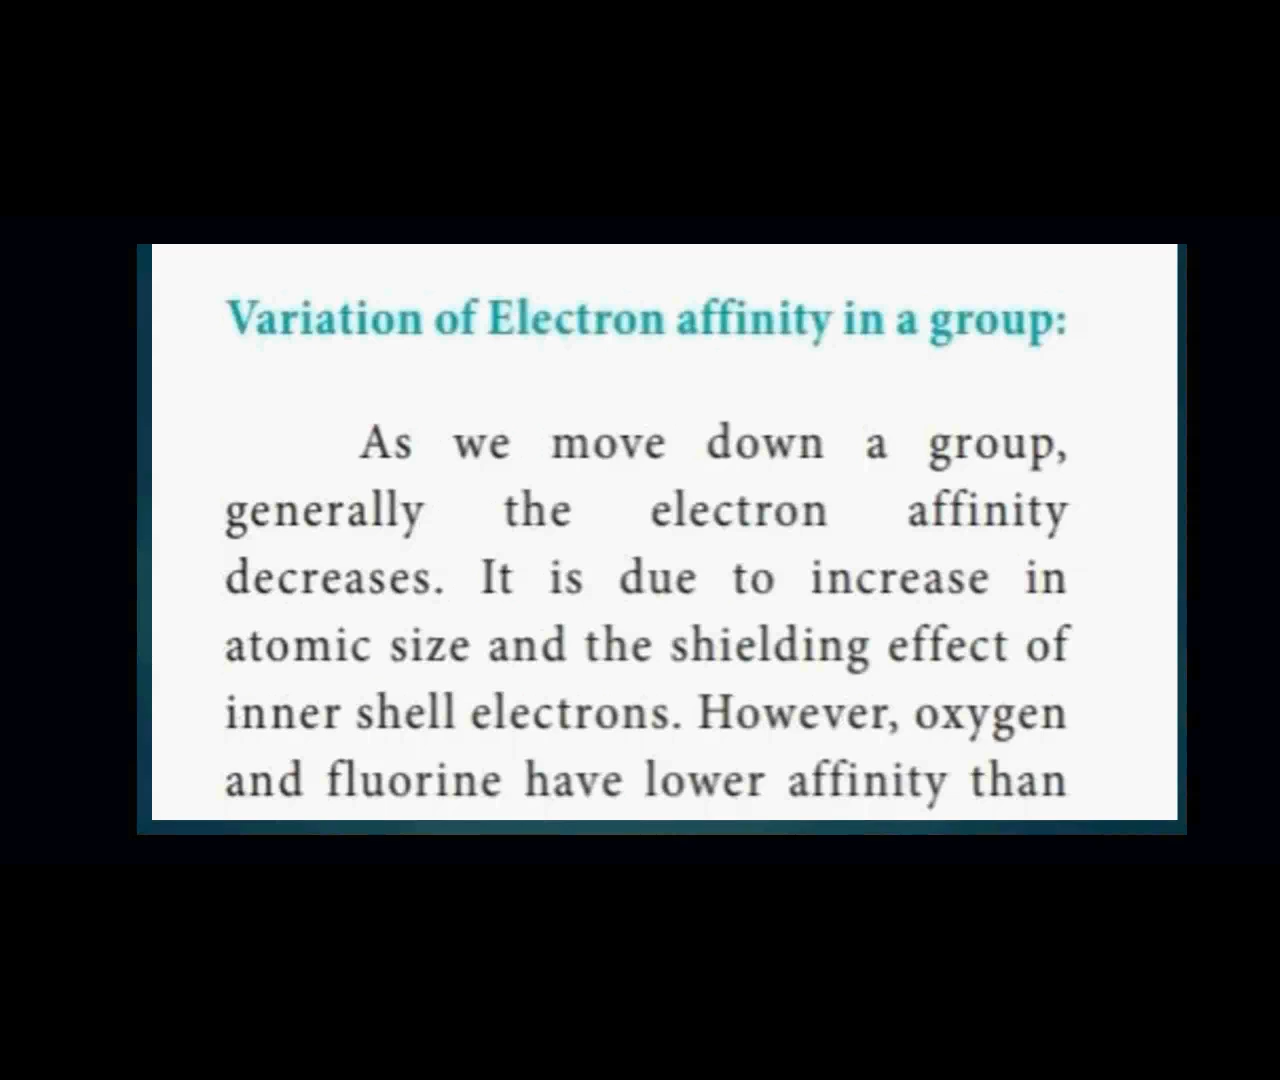 Variation of Electron affinity in a group:
As we move down a group,
generally the electron affinity
decreases. It is due to increase in
atomic size and the shielding effect of
inner shell electrons. However, oxygen
and fluorine have lower affinity than